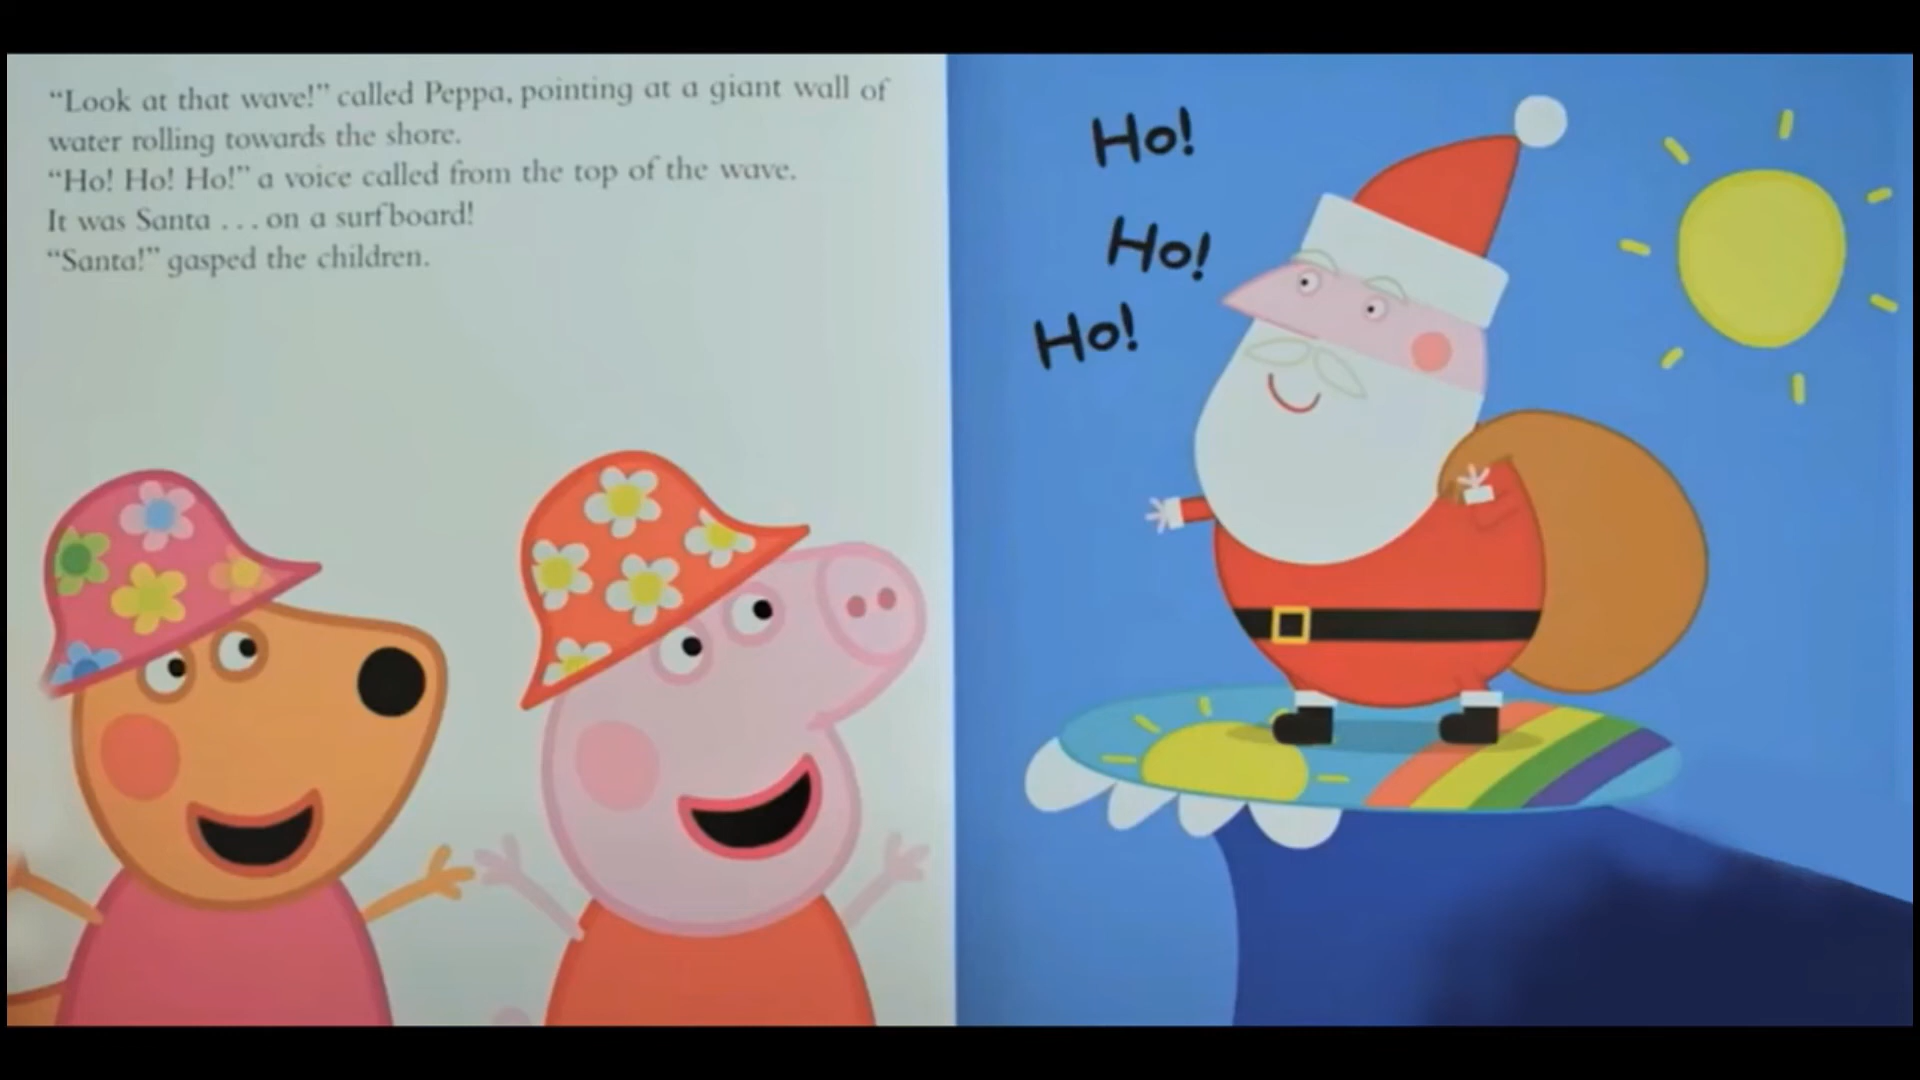 “Look at that wave!” called Peppa, pointing at a giant wall of
water rolling towards the shore.
“Ho! Ho! Ho!” a voice called from the top of the wave.
It was Santa . . . on a surfboard!
“Santa!” gasped the children.
Ho!
Ho!
Ho!